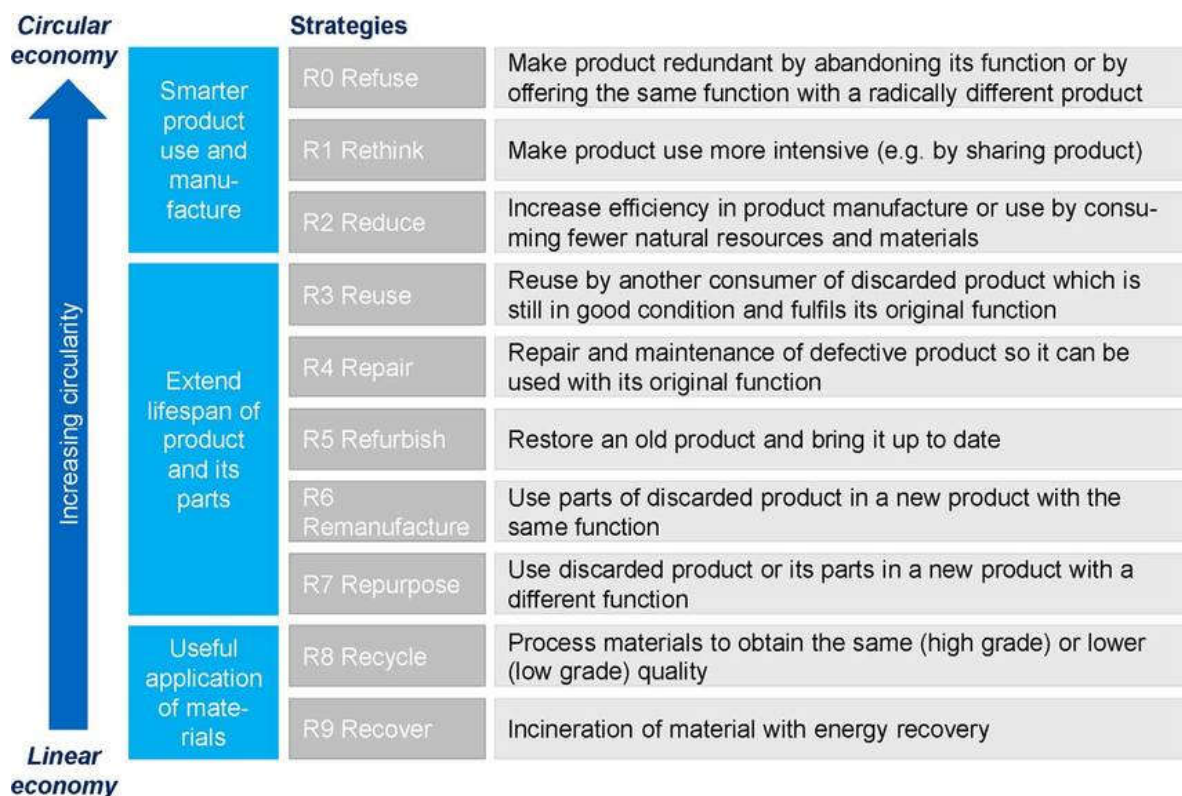 Circular
economy
Strategies
Increasing circularity
Linear
economy
Smarter
product
use and
manu-
facture
R0 Refuse
Make product redundant by abandoning its function or by
offering the same function with a radically different product
R1 Rethink
Make product use more intensive (e.g. by sharing product)
R2 Reduce
Increase efficiency in product manufacture or use by consu-
ming fewer natural resources and materials
Extend
lifespan of
product
and its
parts
R3 Reuse
Reuse by another consumer of discarded product which is
still in good condition and fulfils its original function
R4 Repair
Repair and maintenance of defective product so it can be
used with its original function
R5 Refurbish
Restore an old product and bring it up to date
R6
Remanufacture
Use parts of discarded product in a new product with the
same function
R7 Repurpose
Use discarded product or its parts in a new product with a
different function
Useful
application
of mate-
rials
R8 Recycle
Process materials to obtain the same (high grade) or lower
(low grade) quality
R9 Recover
Incineration of material with energy recovery